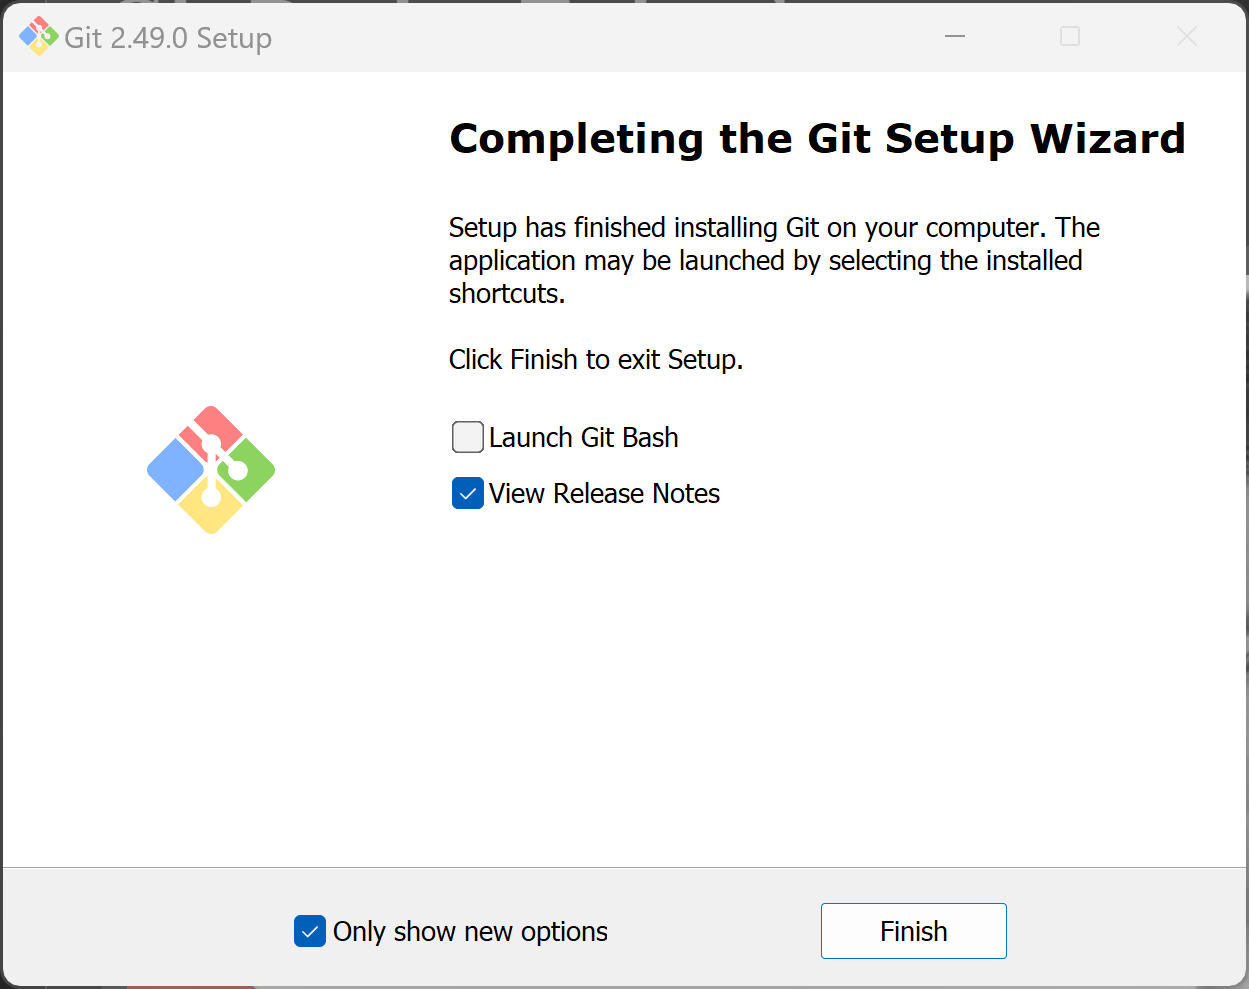 Git 2.49.0 Setup
Completing the Git Setup Wizard
Setup has finished installing Git on your computer. The
application may be launched by selecting the installed
shortcuts.
Click Finish to exit Setup.
Launch Git Bash
View Release Notes
Only show new options
Finish